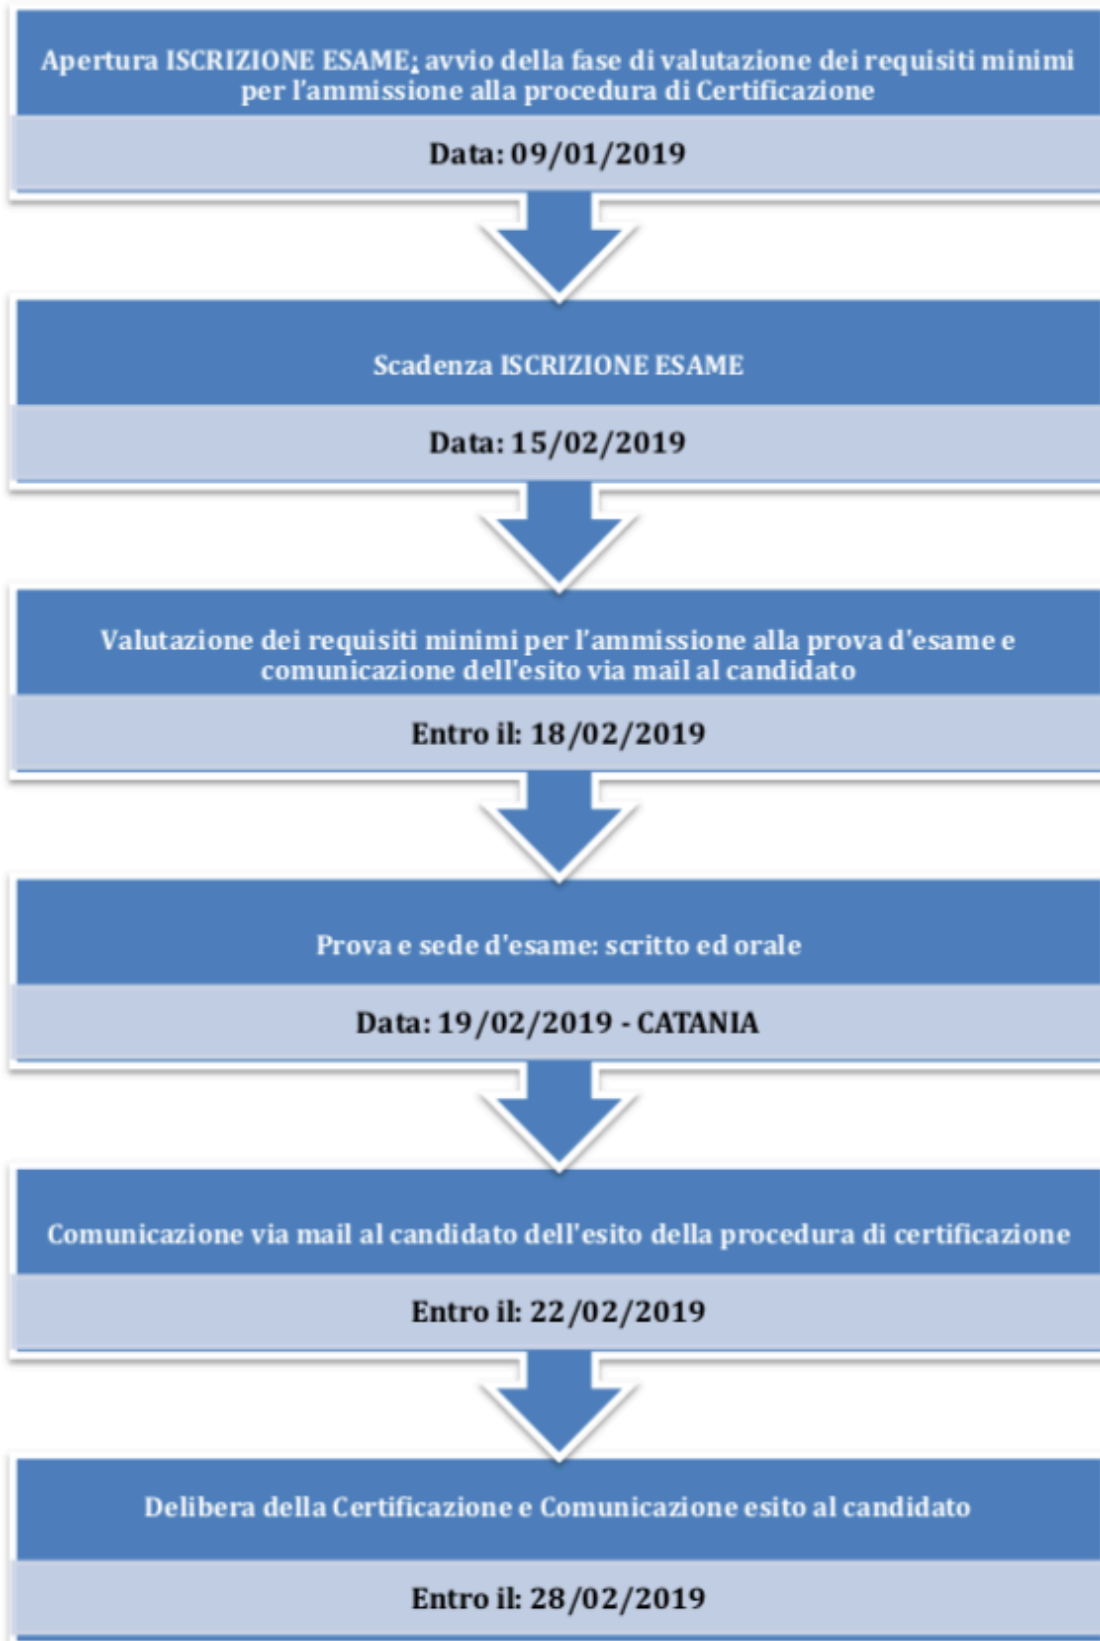 Apertura ISCRIZIONE ESAME; avvio della fase di valutazione dei requisiti minimi
per l'ammissione alla procedura di Certificazione
Data: 09/01/2019
Scadenza ISCRIZIONE ESAME
Data: 15/02/2019
Valutazione dei requisiti minimi per l'ammissione alla prova d'esame e
comunicazione dell'esito via mail al candidato
Entro il: 18/02/2019
Prova e sede d'esame: scritto ed orale
Data: 19/02/2019 - CATANIA
Comunicazione via mail al candidato dell'esito della procedura di certificazione
Entro il: 22/02/2019
Delibera della Certificazione e Comunicazione esito al candidato
Entro il: 28/02/2019